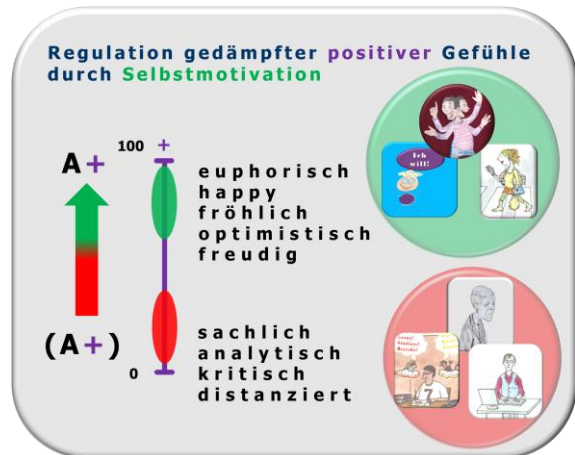 Regulation gedämpfter positiver Gefühle
durch Selbstmotivation
100 +
A+
euphorisch
happy
fröhlich
optimistisch
freudig
(A+)
0
sachlich
analytisch
kritisch
distanziert
Ich
will!
7